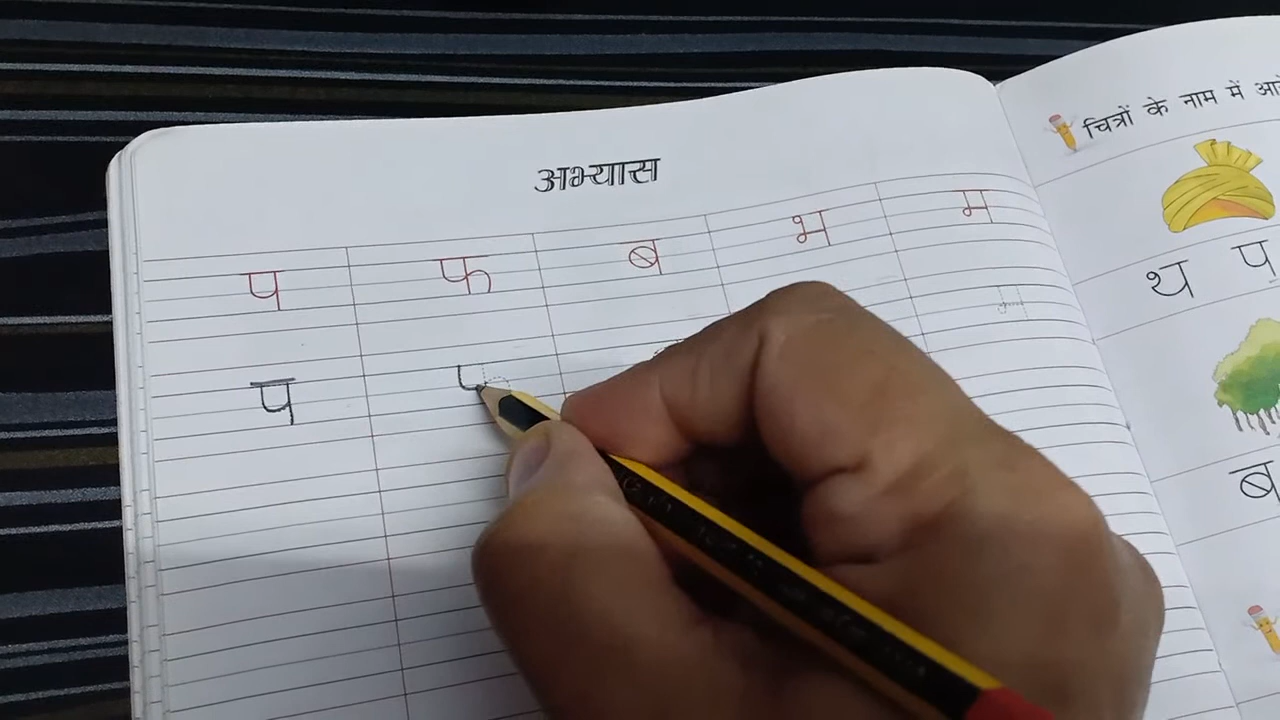 अभ्यास
प फ ब भ म
प
चित्रों के नाम में
थ प
ब